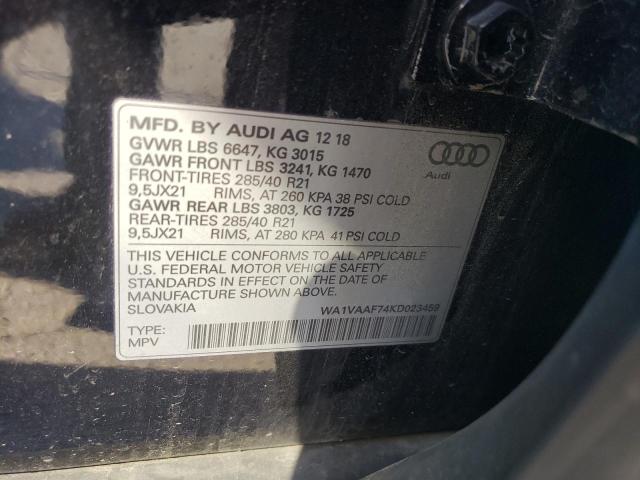 MFD. BY AUDI AG 12 18
GVWR LBS 6647, KG 3015
GAWR FRONT LBS 3241, KG 1470
FRONT-TIRES 285/40 R21
9,5JX21 RIMS, AT 260 KPA 38 PSI COLD
GAWR REAR LBS 3803, KG 1725
REAR-TIRES 285/40 R21
9,5JX21 RIMS, AT 280 KPA 41 PSI COLD
Audi
THIS VEHICLE CONFORMS TO ALL APPLICABLE
U.S. FEDERAL MOTOR VEHICLE SAFETY
STANDARDS IN EFFECT ON THE DATE OF
MANUFACTURE SHOWN ABOVE.
SLOVAKIA WA1VAAF74KD023459
TYPE:
MPV